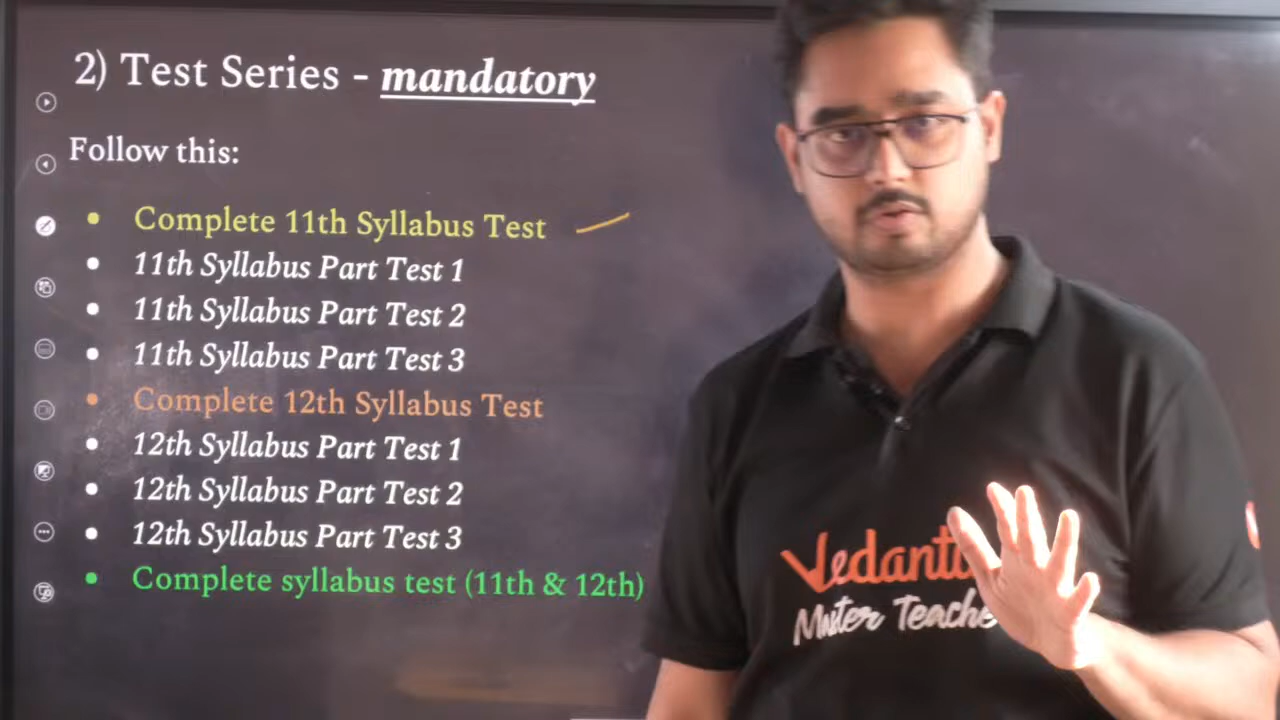 2) Test Series - mandatory
Follow this:
• Complete 11th Syllabus Test
• 11th Syllabus Part Test 1
• 11th Syllabus Part Test 2
• 11th Syllabus Part Test 3
• Complete 12th Syllabus Test
• 12th Syllabus Part Test 1
• 12th Syllabus Part Test 2
• 12th Syllabus Part Test 3
• Complete syllabus test (11th & 12th)
Vedant
Master Teache